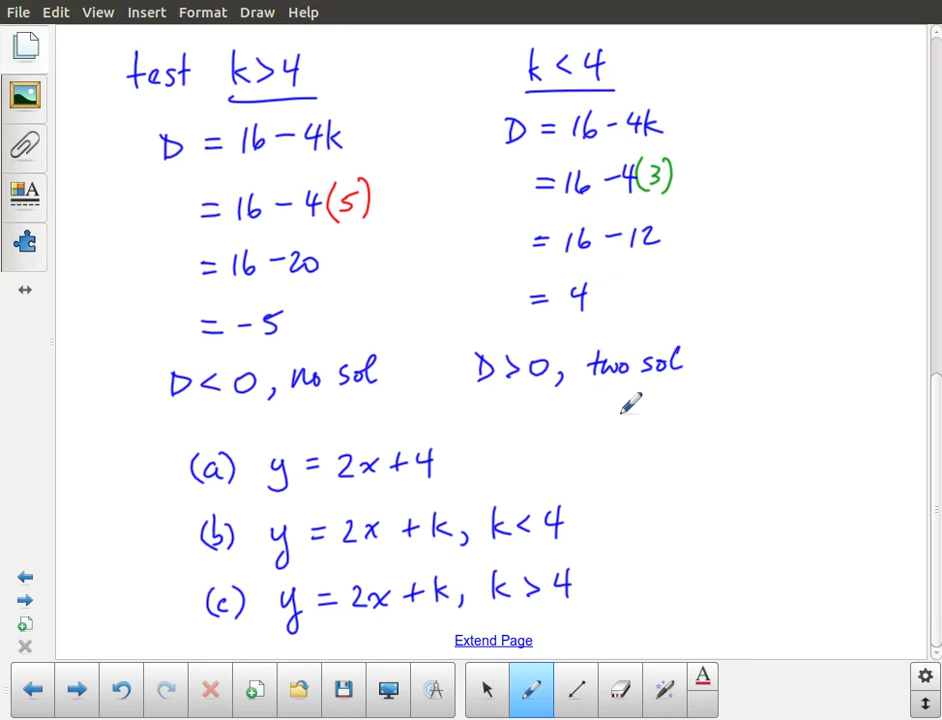 File Edit View Insert Format Draw Help
test k>4
D = 16 - 4k
= 16 - 4(5)
= 16 - 20
= -5
D < 0, no sol
k < 4
D = 16 - 4k
= 16 - 4(3)
= 16 - 12
= 4
D > 0, two sol
(a) y = 2x + 4
(b) y = 2x + k, k < 4
(c) y = 2x + k, k > 4
Extend Page
A
A